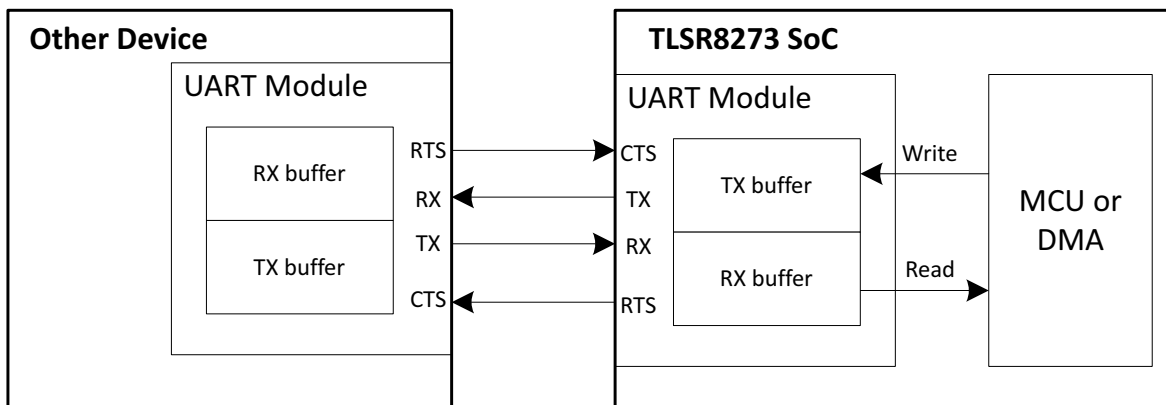 Other Device
UART Module
RX buffer
TX buffer
RTS
RX
TX
CTS
TLSR8273 SoC
UART Module
CTS
TX
RX
RTS
TX buffer
RX buffer
Write
Read
MCU or
DMA